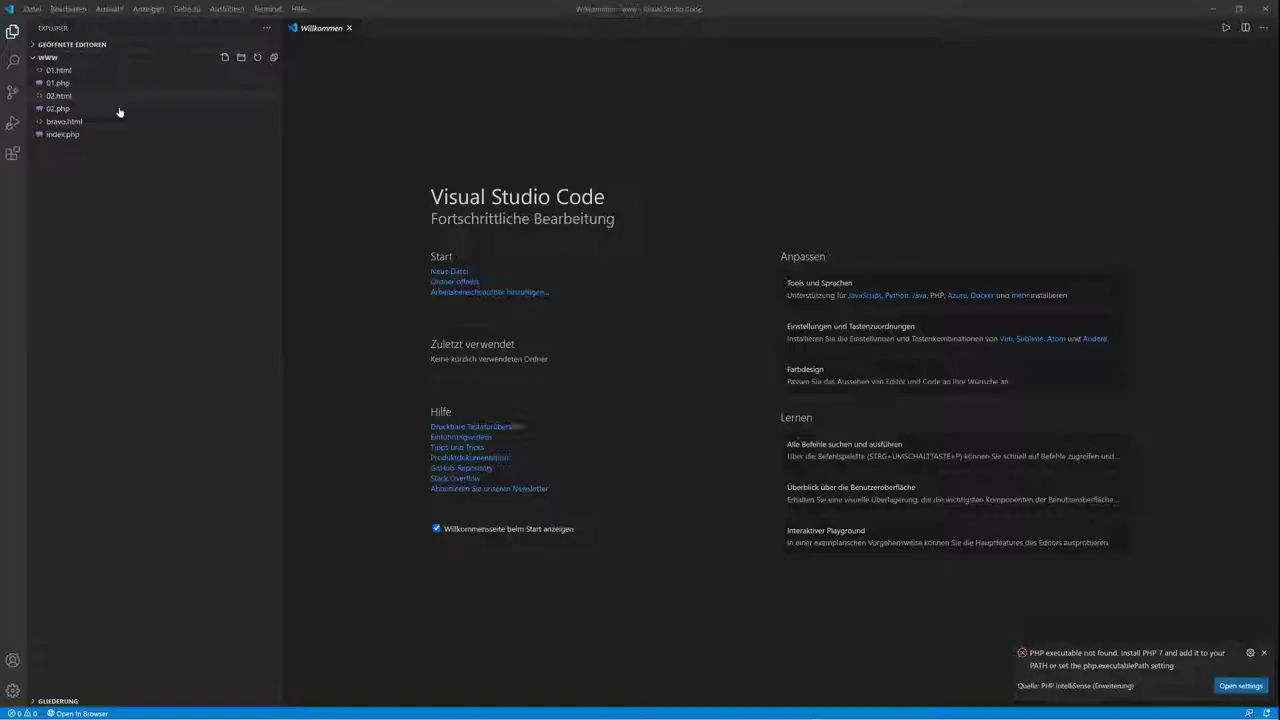 Datei Bearbeiten Auswahl Anzeigen Gehe zu Ausführen Terminal Hilfe
Willkommen - www - Visual Studio Code
EXPLORER
Willkommen
GEÖFFNETE EDITOREN
WWW
01.html
01.php
02.html
02.php
bravo.html
index.php
Visual Studio Code
Fortschrittliche Bearbeitung
Start
Neue Datei
Ordner öffnen
Arbeitsbereichsordner hinzufügen...
Zuletzt verwendet
Keine kürzlich verwendeten Ordner
Hilfe
Druckbare
Einführungsvideos
Tipps und Tricks
Produktdokumentation
GitHub-Repository
Stack Overflow
Abonnieren Sie unseren Newsletter
Willkommensseite beim Start anzeigen
Anpassen
Tools und Sprachen
Unterstützung für JavaScript, Python, Java, PHP, Azure, Docker und mehr installieren
Einstellungen und Tastenzuordnungen
Installieren Sie die Einstellungen und Tastenkombinationen von Vim, Sublime, Atom und Andere.
Farbdesign
Passen Sie das Aussehen von Editor und Code an Ihre Wünsche an
Lernen
Alle Befehle suchen und ausführen
Über die Befehlspalette (STRG+UMSCHALTTASTE+P) können Sie schnell auf Befehle zugreifen und...
Überblick über die Benutzeroberfläche
Erhalten Sie eine visuelle Überlagerung, die die wichtigsten Komponenten der Benutzeroberfläche...
Interaktiver Playground
In einer exemplarischen Vorgehensweise können Sie die Hauptfeatures des Editors ausprobieren.
PHP executable not found. Install PHP 7 and add it to your
PATH or set the php.executablePath setting
Quelle: PHP IntelliSense (Erweiterung)
Open settings
GLIEDERUNG
0 0 Open In Browser